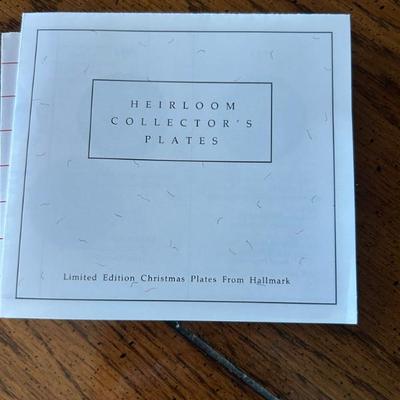 HEIRLOOM
COLLECTOR'S
PLATES
Limited Edition Christmas Plates From Hallmark